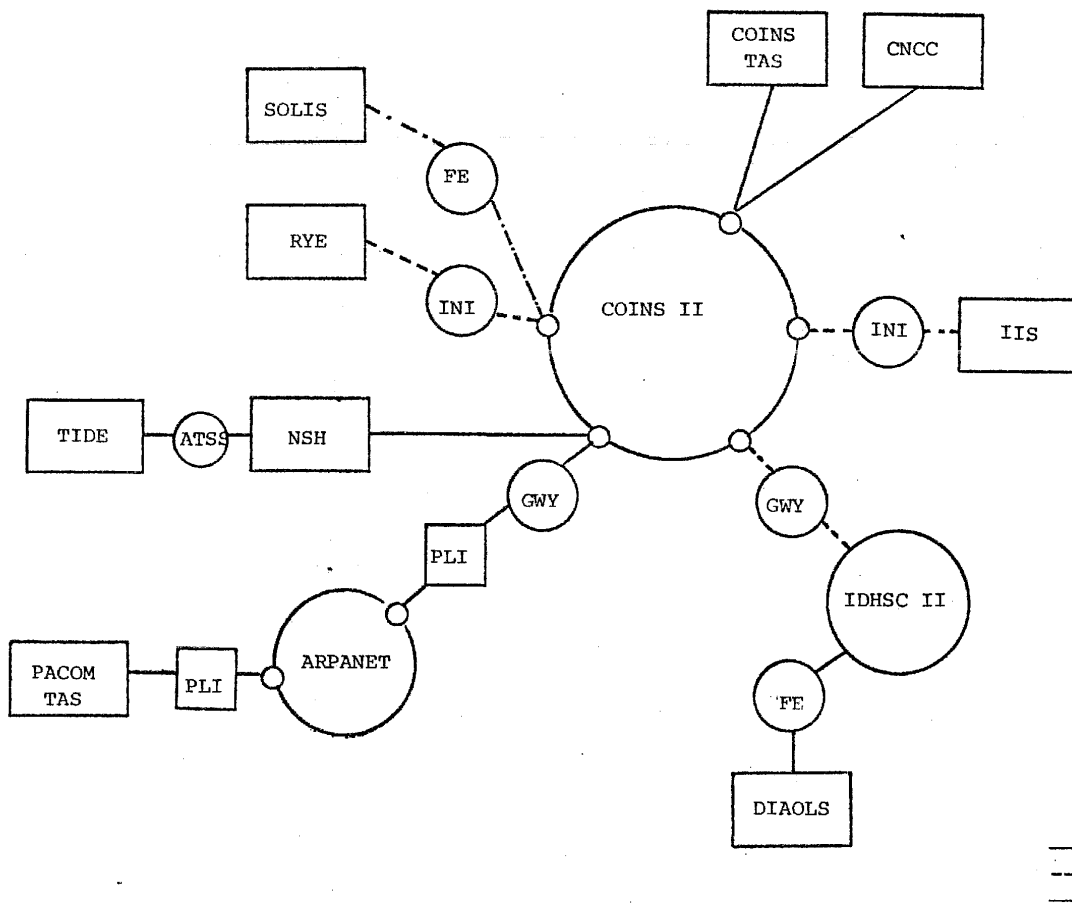 COINS
TAS
CNCC
SOLIS
FE
RYE
INI
COINS II
INI
IIS
TIDE
ATSS
NSH
GWY
GWY
PLI
IDHSC II
ARPANET
PACOM
TAS
PLI
FE
DIAOLS